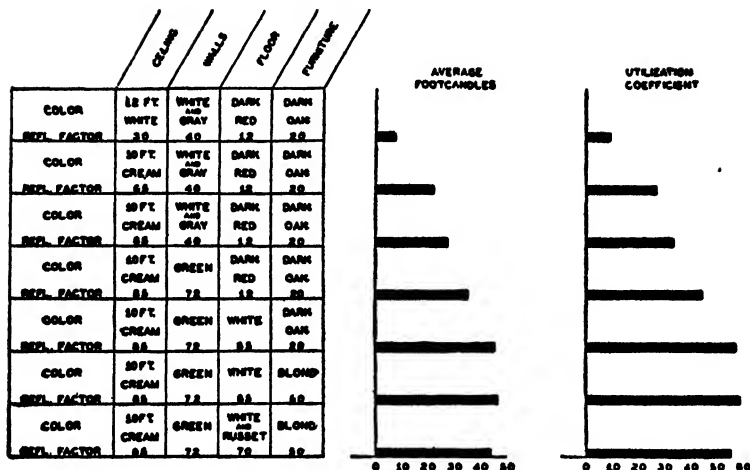 CEILING WALLS FLOOR FURNITURE
AVERAGE FOOTCANDLES
UTILIZATION COEFFICIENT
COLOR 12 FT. WHITE WHITE AND GRAY DARK RED DARK OAK
REFL. FACTOR 30 40 12 20
COLOR 10 FT. CREAM WHITE AND GRAY DARK RED DARK OAK
REFL. FACTOR 65 40 12 20
COLOR 10 FT. CREAM WHITE AND GRAY DARK RED DARK OAK
REFL. FACTOR 40 12 20
COLOR 10 FT. CREAM GREEN DARK RED DARK OAK
REFL. FACTOR 72 12 20
COLOR 10 FT. CREAM GREEN WHITE DARK OAK
REFL. FACTOR 72 20
COLOR 10 FT. CREAM GREEN WHITE BLOND
REFL. FACTOR 72 50
COLOR 10 FT. CREAM GREEN WHITE AND RUSSET BLOND
REFL. FACTOR 72 70 50
0 10 20 30 40 50
0 10 20 30 40 50 60